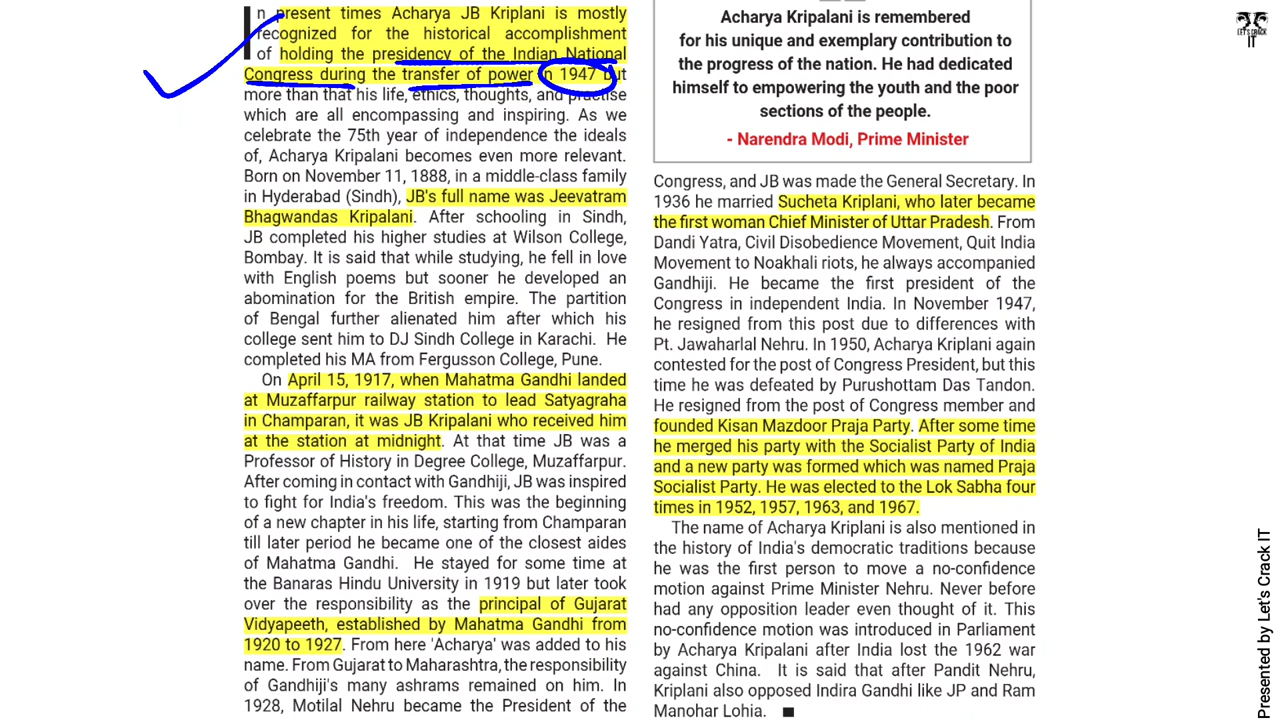 In present times Acharya JB Kriplani is mostly
recognized for the historical accomplishment
of holding the presidency of the Indian National
Congress during the transfer of power in 1947 but
more than that his life, ethics, thoughts, and practise
which are all encompassing and inspiring. As we
celebrate the 75th year of independence the ideals
of, Acharya Kripalani becomes even more relevant.
Born on November 11, 1888, in a middle-class family
in Hyderabad (Sindh), JB's full name was Jeevatram
Bhagwandas Kripalani. After schooling in Sindh,
JB completed his higher studies at Wilson College,
Bombay. It is said that while studying, he fell in love
with English poems but sooner he developed an
abomination for the British empire. The partition
of Bengal further alienated him after which his
college sent him to DJ Sindh College in Karachi. He
completed his MA from Fergusson College, Pune.
On April 15, 1917, when Mahatma Gandhi landed
at Muzaffarpur railway station to lead Satyagraha
in Champaran, it was JB Kripalani who received him
at the station at midnight. At that time JB was a
Professor of History in Degree College, Muzaffarpur.
After coming in contact with Gandhiji, JB was inspired
to fight for India's freedom. This was the beginning
of a new chapter in his life, starting from Champaran
till later period he became one of the closest aides
of Mahatma Gandhi. He stayed for some time at
the Banaras Hindu University in 1919 but later took
over the responsibility as the principal of Gujarat
Vidyapeeth, established by Mahatma Gandhi from
1920 to 1927. From here 'Acharya' was added to his
name. From Gujarat to Maharashtra, the responsibility
of Gandhiji's many ashrams remained on him. In
1928, Motilal Nehru became the President of the
Acharya Kripalani is remembered
for his unique and exemplary contribution to
the progress of the nation. He had dedicated
himself to empowering the youth and the poor
sections of the people.
- Narendra Modi, Prime Minister
Congress, and JB was made the General Secretary. In
1936 he married Sucheta Kriplani, who later became
the first woman Chief Minister of Uttar Pradesh. From
Dandi Yatra, Civil Disobedience Movement, Quit India
Movement to Noakhali riots, he always accompanied
Gandhiji. He became the first president of the
Congress in independent India. In November 1947,
he resigned from this post due to differences with
Pt. Jawaharlal Nehru. In 1950, Acharya Kriplani again
contested for the post of Congress President, but this
time he was defeated by Purushottam Das Tandon.
He resigned from the post of Congress member and
founded Kisan Mazdoor Praja Party. After some time
he merged his party with the Socialist Party of India
and a new party was formed which was named Praja
Socialist Party. He was elected to the Lok Sabha four
times in 1952, 1957, 1963, and 1967.
The name of Acharya Kriplani is also mentioned in
the history of India's democratic traditions because
he was the first person to move a no-confidence
motion against Prime Minister Nehru. Never before
had any opposition leader even thought of it. This
no-confidence motion was introduced in Parliament
by Acharya Kripalani after India lost the 1962 war
against China. It is said that after Pandit Nehru,
Kriplani also opposed Indira Gandhi like JP and Ram
Manohar Lohia.
LET'S CRACK
IT
Presented by Let's Crack IT